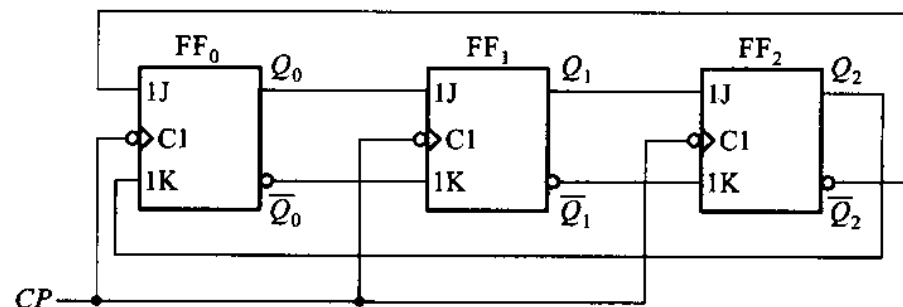 FF₀ FF₁ FF₂
Q₀ Q₁ Q₂
1J 1J 1J
C1 C1 C1
1K 1K 1K
Q̅₀ Q̅₁ Q̅₂
CP